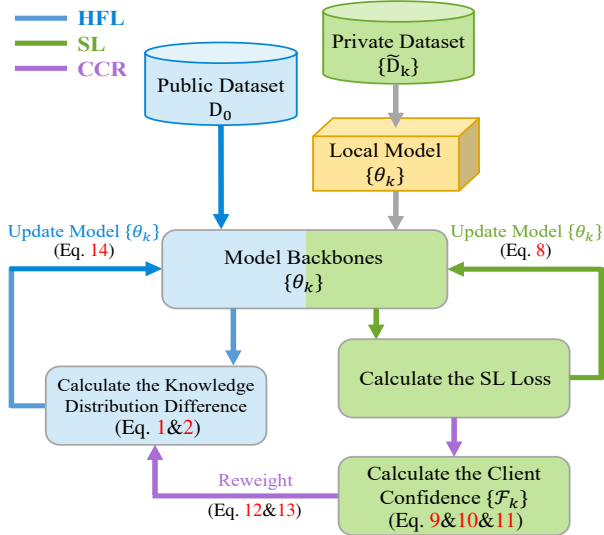 HFL
SL
CCR
Public Dataset
D₀
Private Dataset
{D̃ₖ}
Local Model
{θₖ}
Update Model {θₖ}
(Eq. 14)
Update Model {θₖ}
(Eq. 8)
Model Backbones
{θₖ}
Calculate the Knowledge
Distribution Difference
(Eq. 1&2)
Calculate the SL Loss
Reweight
(Eq. 12&13)
Calculate the Client
Confidence {ℱₖ}
(Eq. 9&10&11)